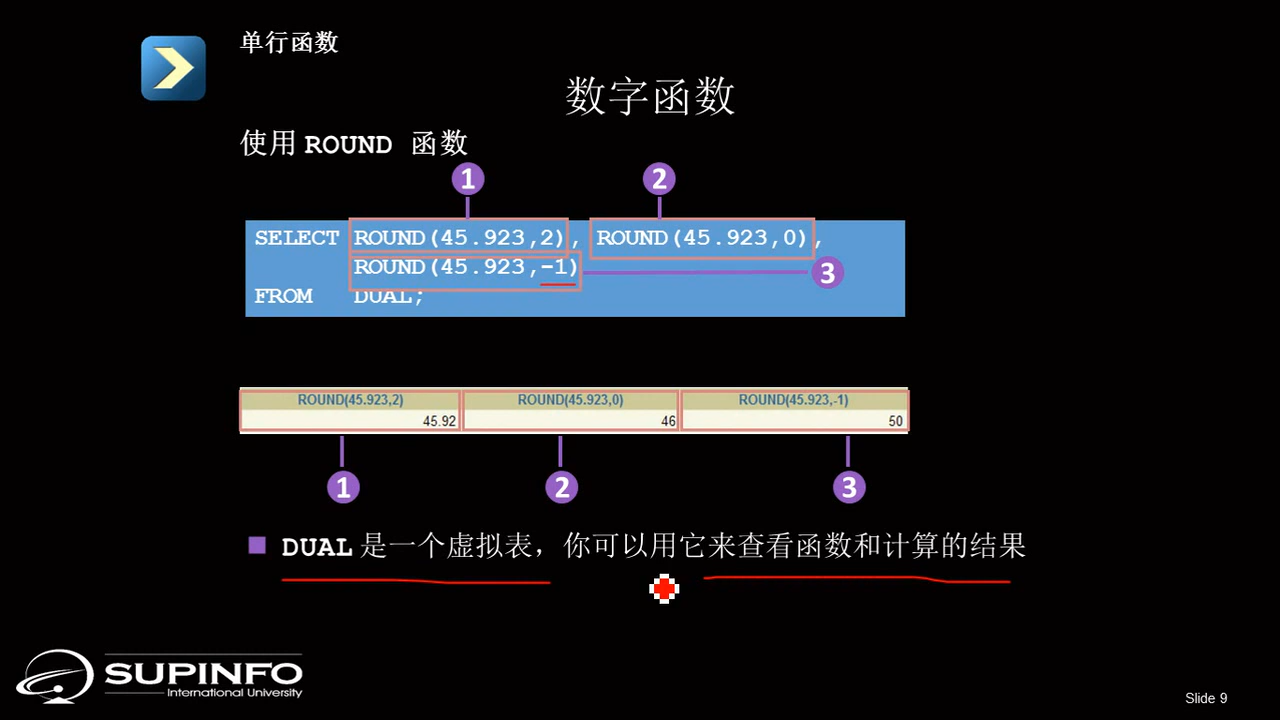 单行函数
数字函数
使用 ROUND 函数
1 2
SELECT ROUND(45.923,2), ROUND(45.923,0),
ROUND(45.923,-1)
3
FROM DUAL;
ROUND(45.923,2) ROUND(45.923,0) ROUND(45.923,-1)
45.92 46 50
1 2 3
DUAL 是一个虚拟表，你可以用它来查看函数和计算的结果
SUPINFO
International University
Slide 9